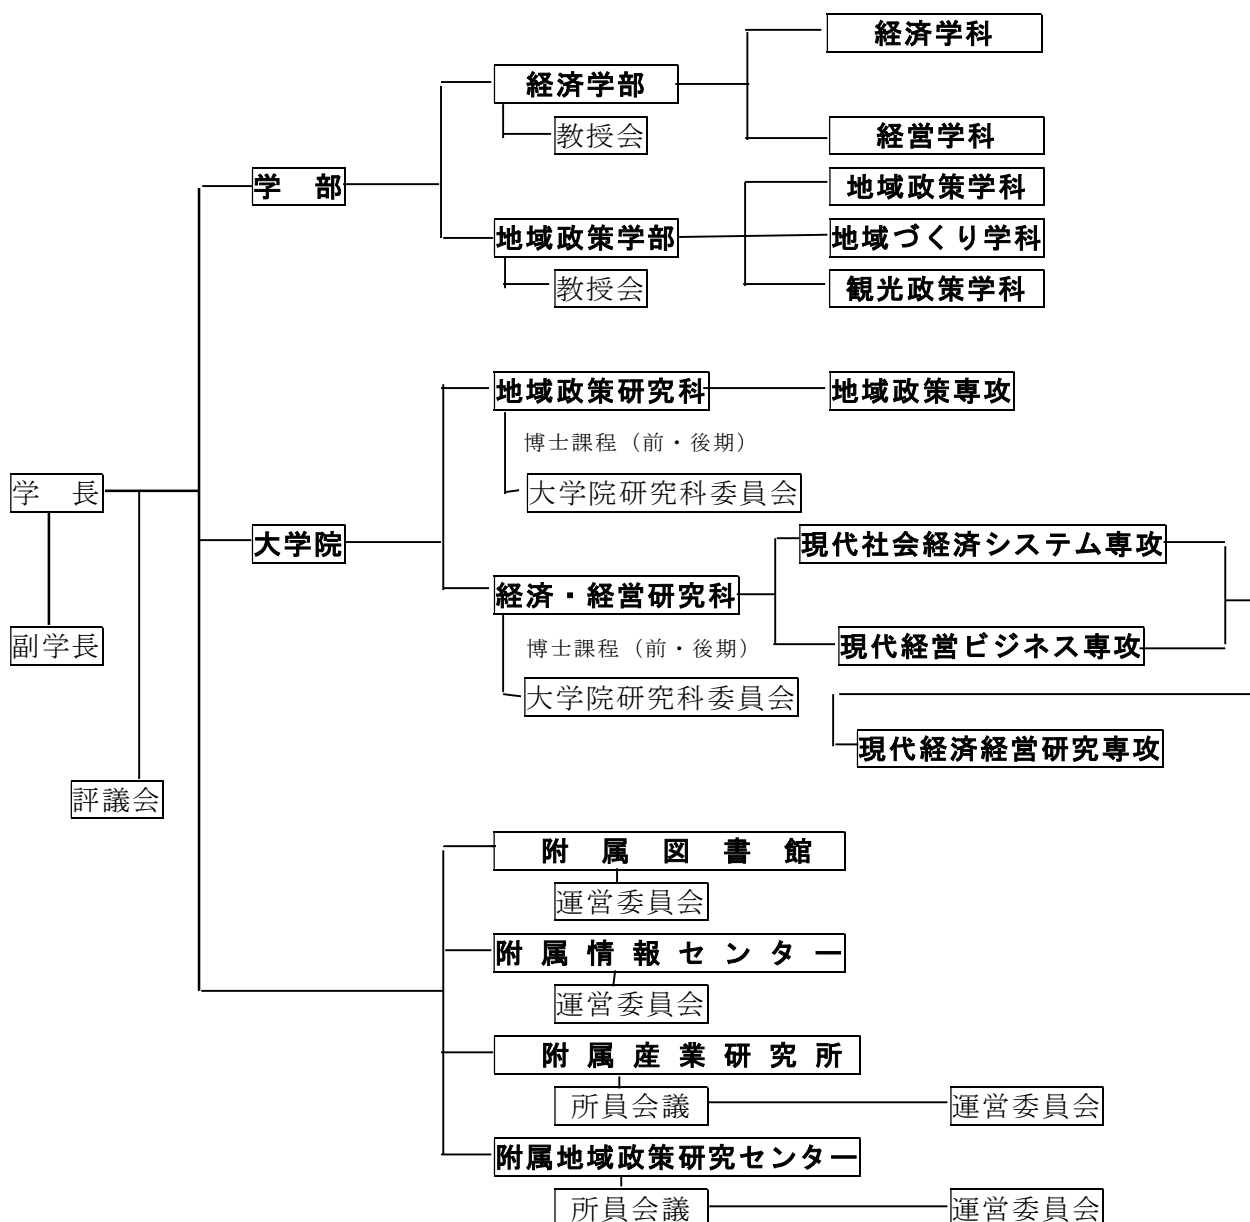 経済学科
経済学部
教授会
経営学科
学　部
地域政策学科
地域政策学部
地域づくり学科
教授会
観光政策学科
地域政策研究科
地域政策専攻
博士課程（前・後期）
学　長
大学院研究科委員会
大学院
現代社会経済システム専攻
経済・経営研究科
副学長
博士課程（前・後期）
現代経営ビジネス専攻
大学院研究科委員会
現代経済経営研究専攻
評議会
附　属　図　書　館
運営委員会
附 属 情 報 セ ン タ ー
運営委員会
附 属 産 業 研 究 所
所員会議
運営委員会
附属地域政策研究センター
所員会議
運営委員会